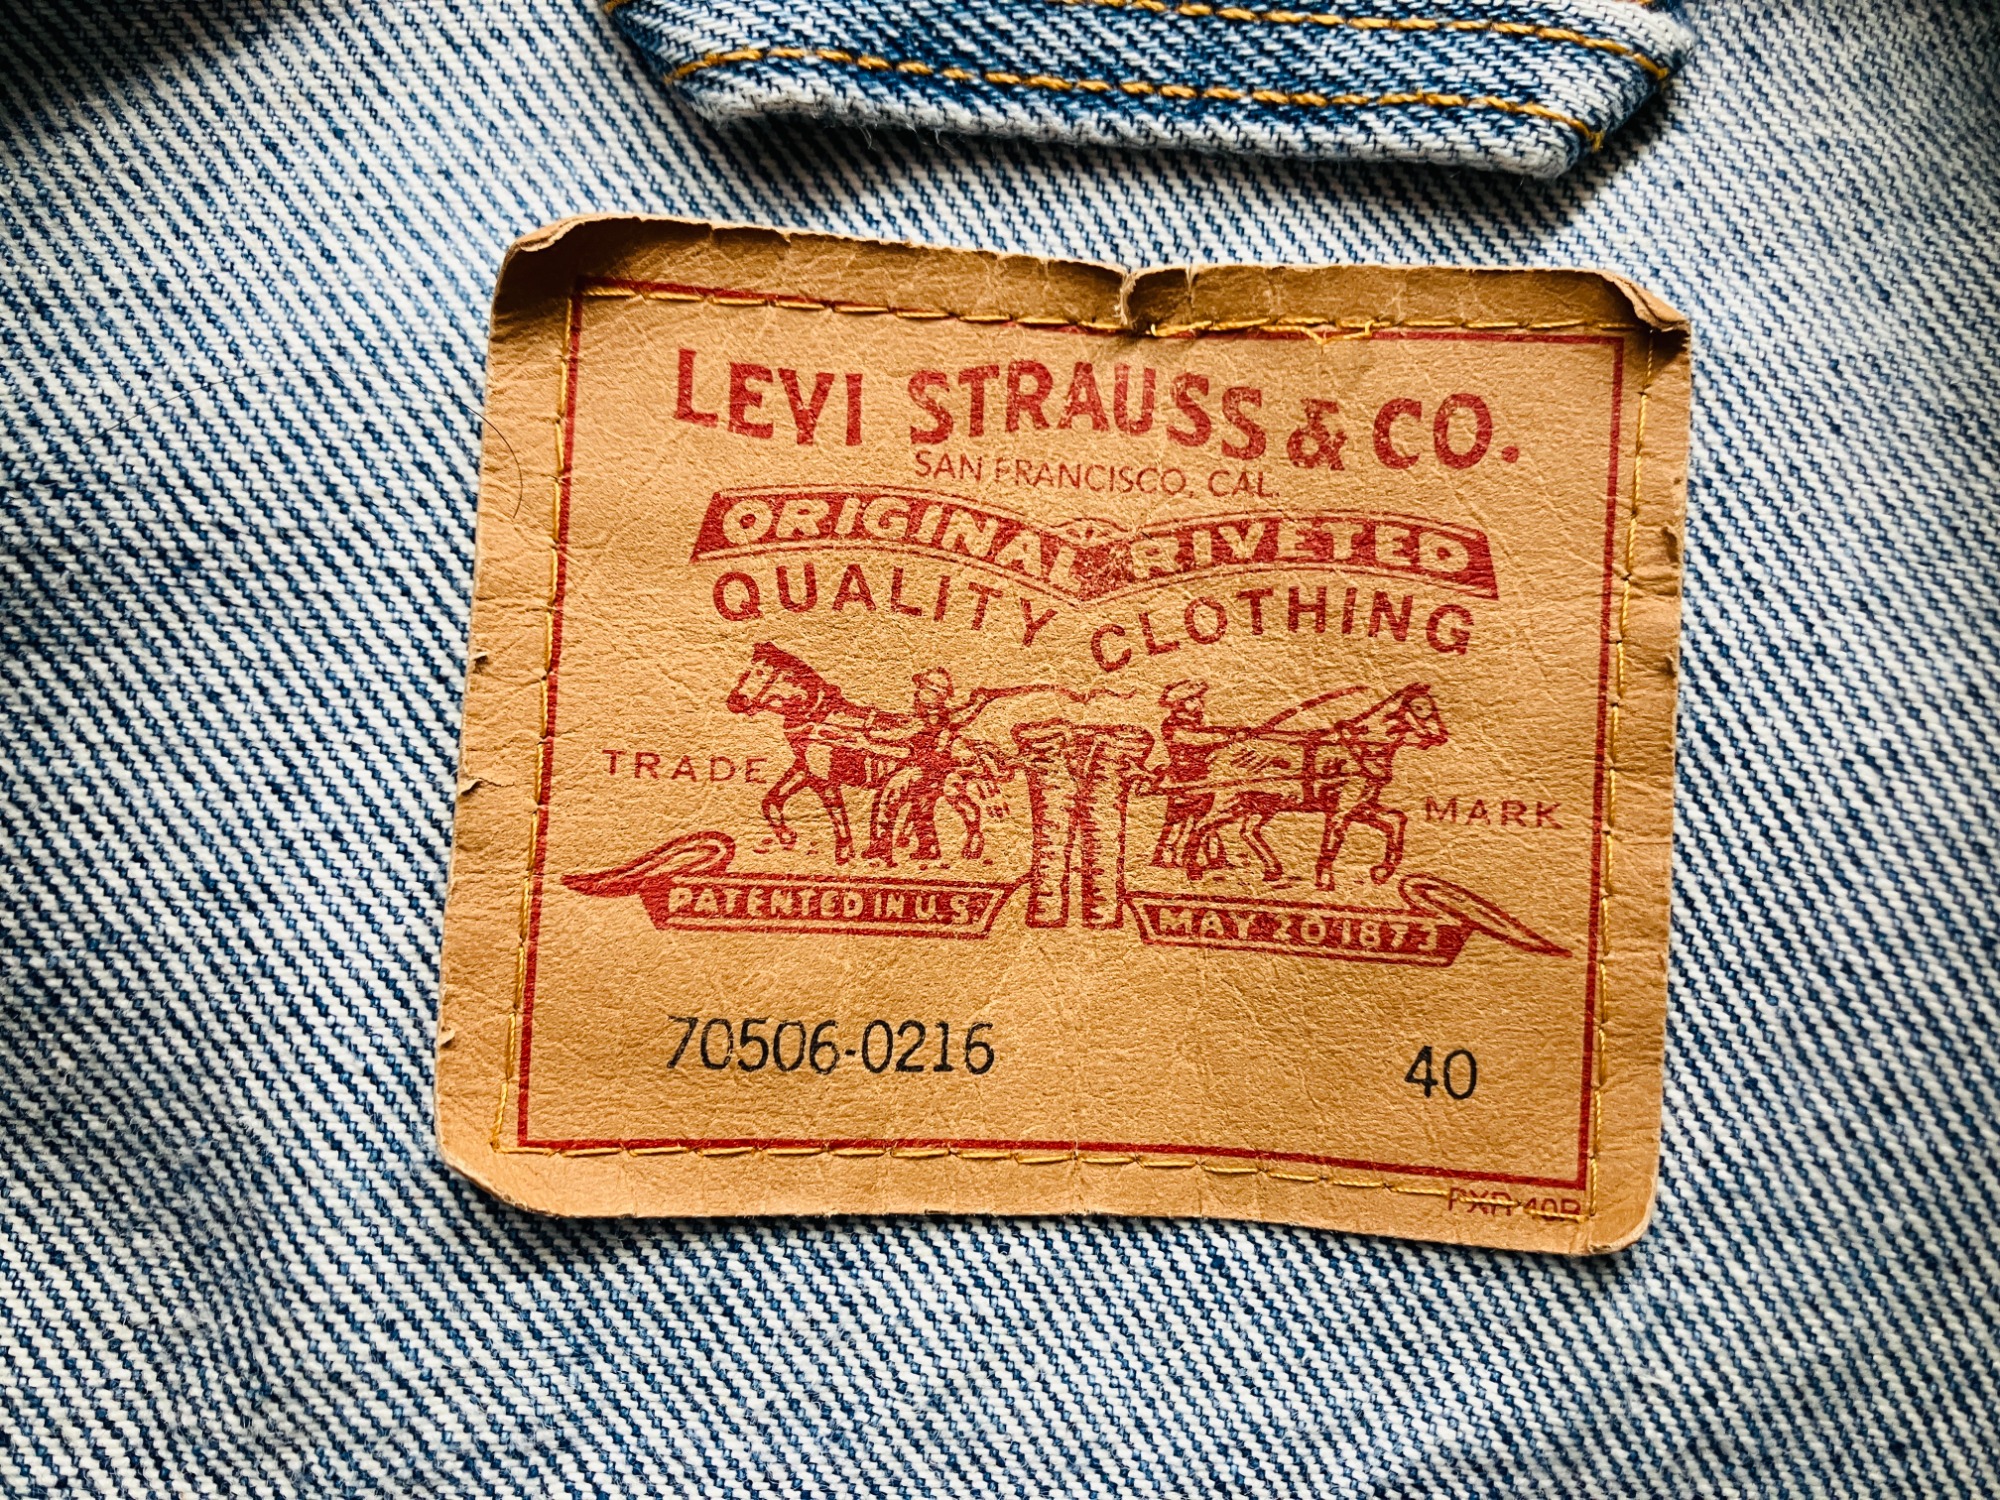 LEVI STRAUSS & CO.
SAN FRANCISCO, CAL.
ORIGINAL RIVETED
QUALITY CLOTHING
TRADE MARK
PATENTED IN U.S. MAY 20 1873
70506-0216 40